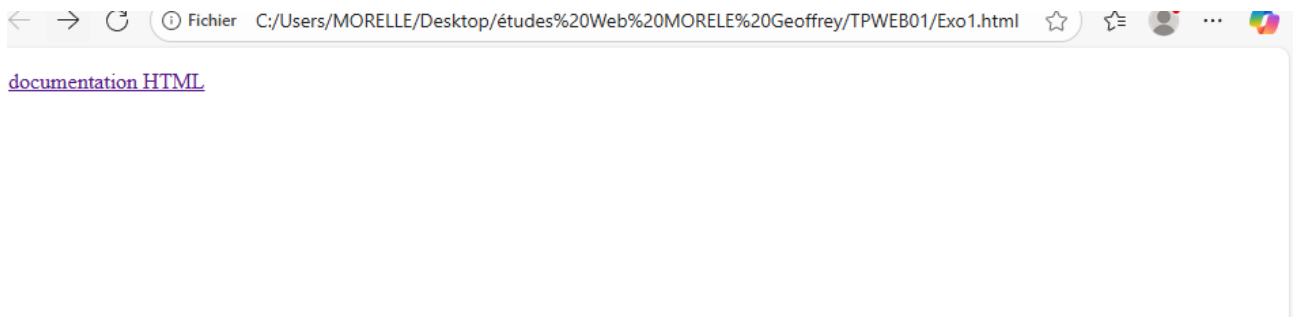 Fichier C:/Users/MORELLE/Desktop/études%20Web%20MORELE%20Geoffrey/TPWEB01/Exo1.html
documentation HTML